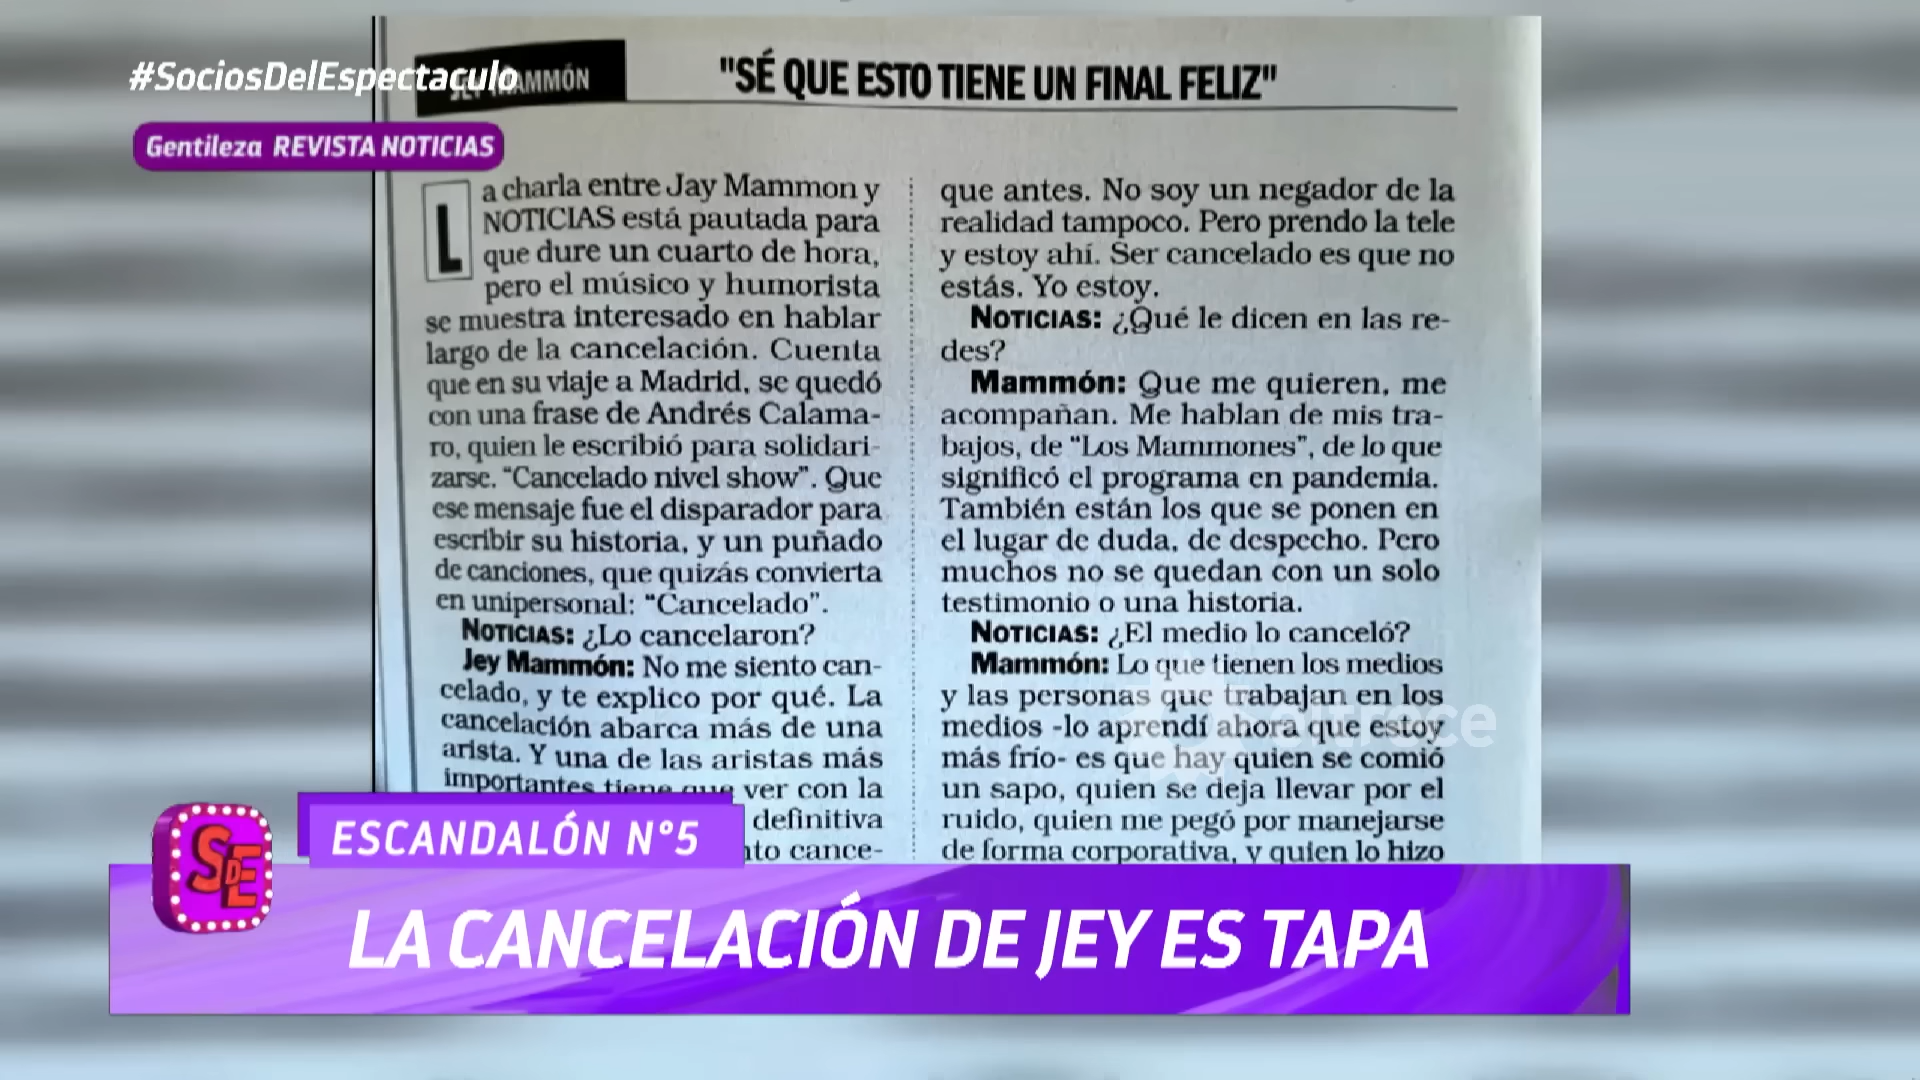 #SociosDelEspectaculo
Gentileza REVISTA NOTICIAS
MAMMÓN
"SÉ QUE ESTO TIENE UN FINAL FELIZ"
La charla entre Jay Mammon y
NOTICIAS está pautada para
que dure un cuarto de hora,
pero el músico y humorista
se muestra interesado en hablar
largo de la cancelación. Cuenta
que en su viaje a Madrid, se quedó
con una frase de Andrés Calama-
ro, quien le escribió para solidari-
zarse. “Cancelado nivel show”. Que
ese mensaje fue el disparador para
escribir su historia, y un puñado
de canciones, que quizás convierta
en unipersonal: “Cancelado”.
NOTICIAS: ¿Lo cancelaron?
Jey Mammón: No me siento can-
celado, y te explico por qué. La
cancelación abarca más de una
arista. Y una de las aristas más
importantes tiene que ver con la
definitiva
cance-
que antes. No soy un negador de la
realidad tampoco. Pero prendo la tele
y estoy ahí. Ser cancelado es que no
estás. Yo estoy.
NOTICIAS: ¿Qué le dicen en las re-
des?
Mammón: Que me quieren, me
acompañan. Me hablan de mis tra-
bajos, de “Los Mammones”, de lo que
significó el programa en pandemia.
También están los que se ponen en
el lugar de duda, de despecho. Pero
muchos no se quedan con un solo
testimonio o una historia.
NOTICIAS: ¿El medio lo canceló?
Mammón: Lo que tienen los medios
y las personas que trabajan en los
medios -lo aprendí ahora que estoy
más frío- es que hay quien se comió
un sapo, quien se deja llevar por el
ruido, quien me pegó por manejarse
de forma corporativa, y quien lo hizo
eltrece
SDE
ESCANDALÓN N°5
LA CANCELACIÓN DE JEY ES TAPA